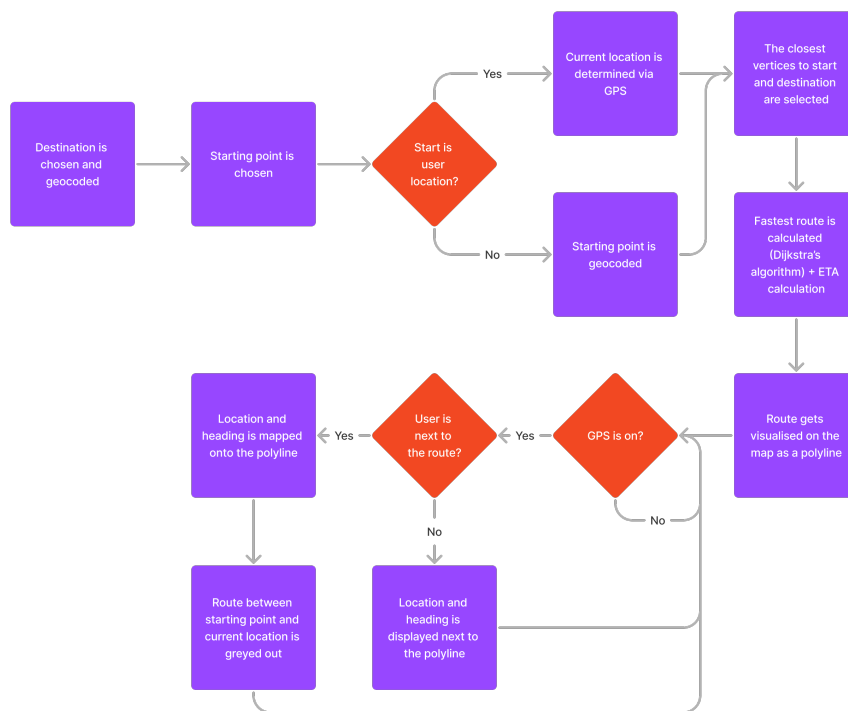 Destination is
chosen and
geocoded
Starting point is
chosen
Start is
user
location?
Yes
No
Current location is
determined via
GPS
Starting point is
geocoded
The closest
vertices to start
and destination
are selected
Fastest route is
calculated
(Dijkstra's
algorithm) + ETA
calculation
Route gets
visualised on the
map as a polyline
GPS is on?
Yes
No
User is
next to
the route?
Yes
No
Location and
heading is mapped
onto the polyline
Route between
starting point and
current location is
greyed out
Location and
heading is
displayed next to
the polyline